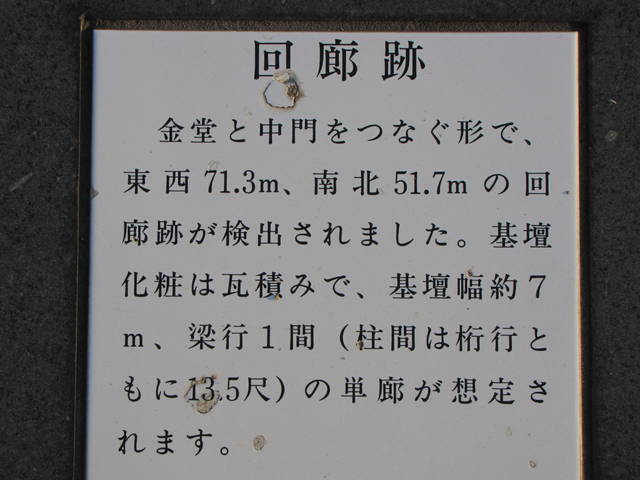 回廊跡
金堂と中門をつなぐ形で、
東西71.3m、南北51.7mの回
廊跡が検出されました。基壇
化粧は瓦積みで、基壇幅約7
m、梁行1間(柱間は桁行と
もに13.5尺)の単廊が想定さ
れます。